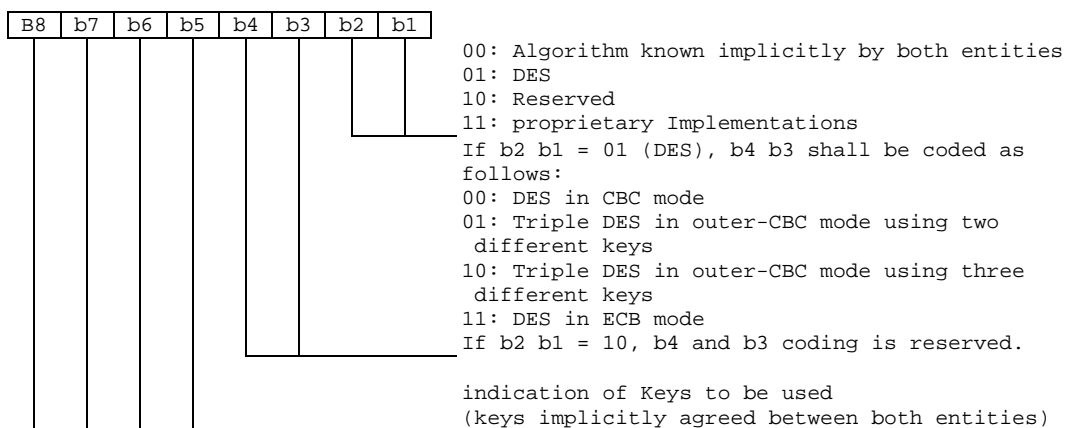 B8 b7 b6 b5 b4 b3 b2 b1
00: Algorithm known implicitly by both entities
01: DES
10: Reserved
11: proprietary Implementations
If b2 b1 = 01 (DES), b4 b3 shall be coded as
follows:
00: DES in CBC mode
01: Triple DES in outer-CBC mode using two
different keys
10: Triple DES in outer-CBC mode using three
different keys
11: DES in ECB mode
If b2 b1 = 10, b4 and b3 coding is reserved.
indication of Keys to be used
(keys implicitly agreed between both entities)